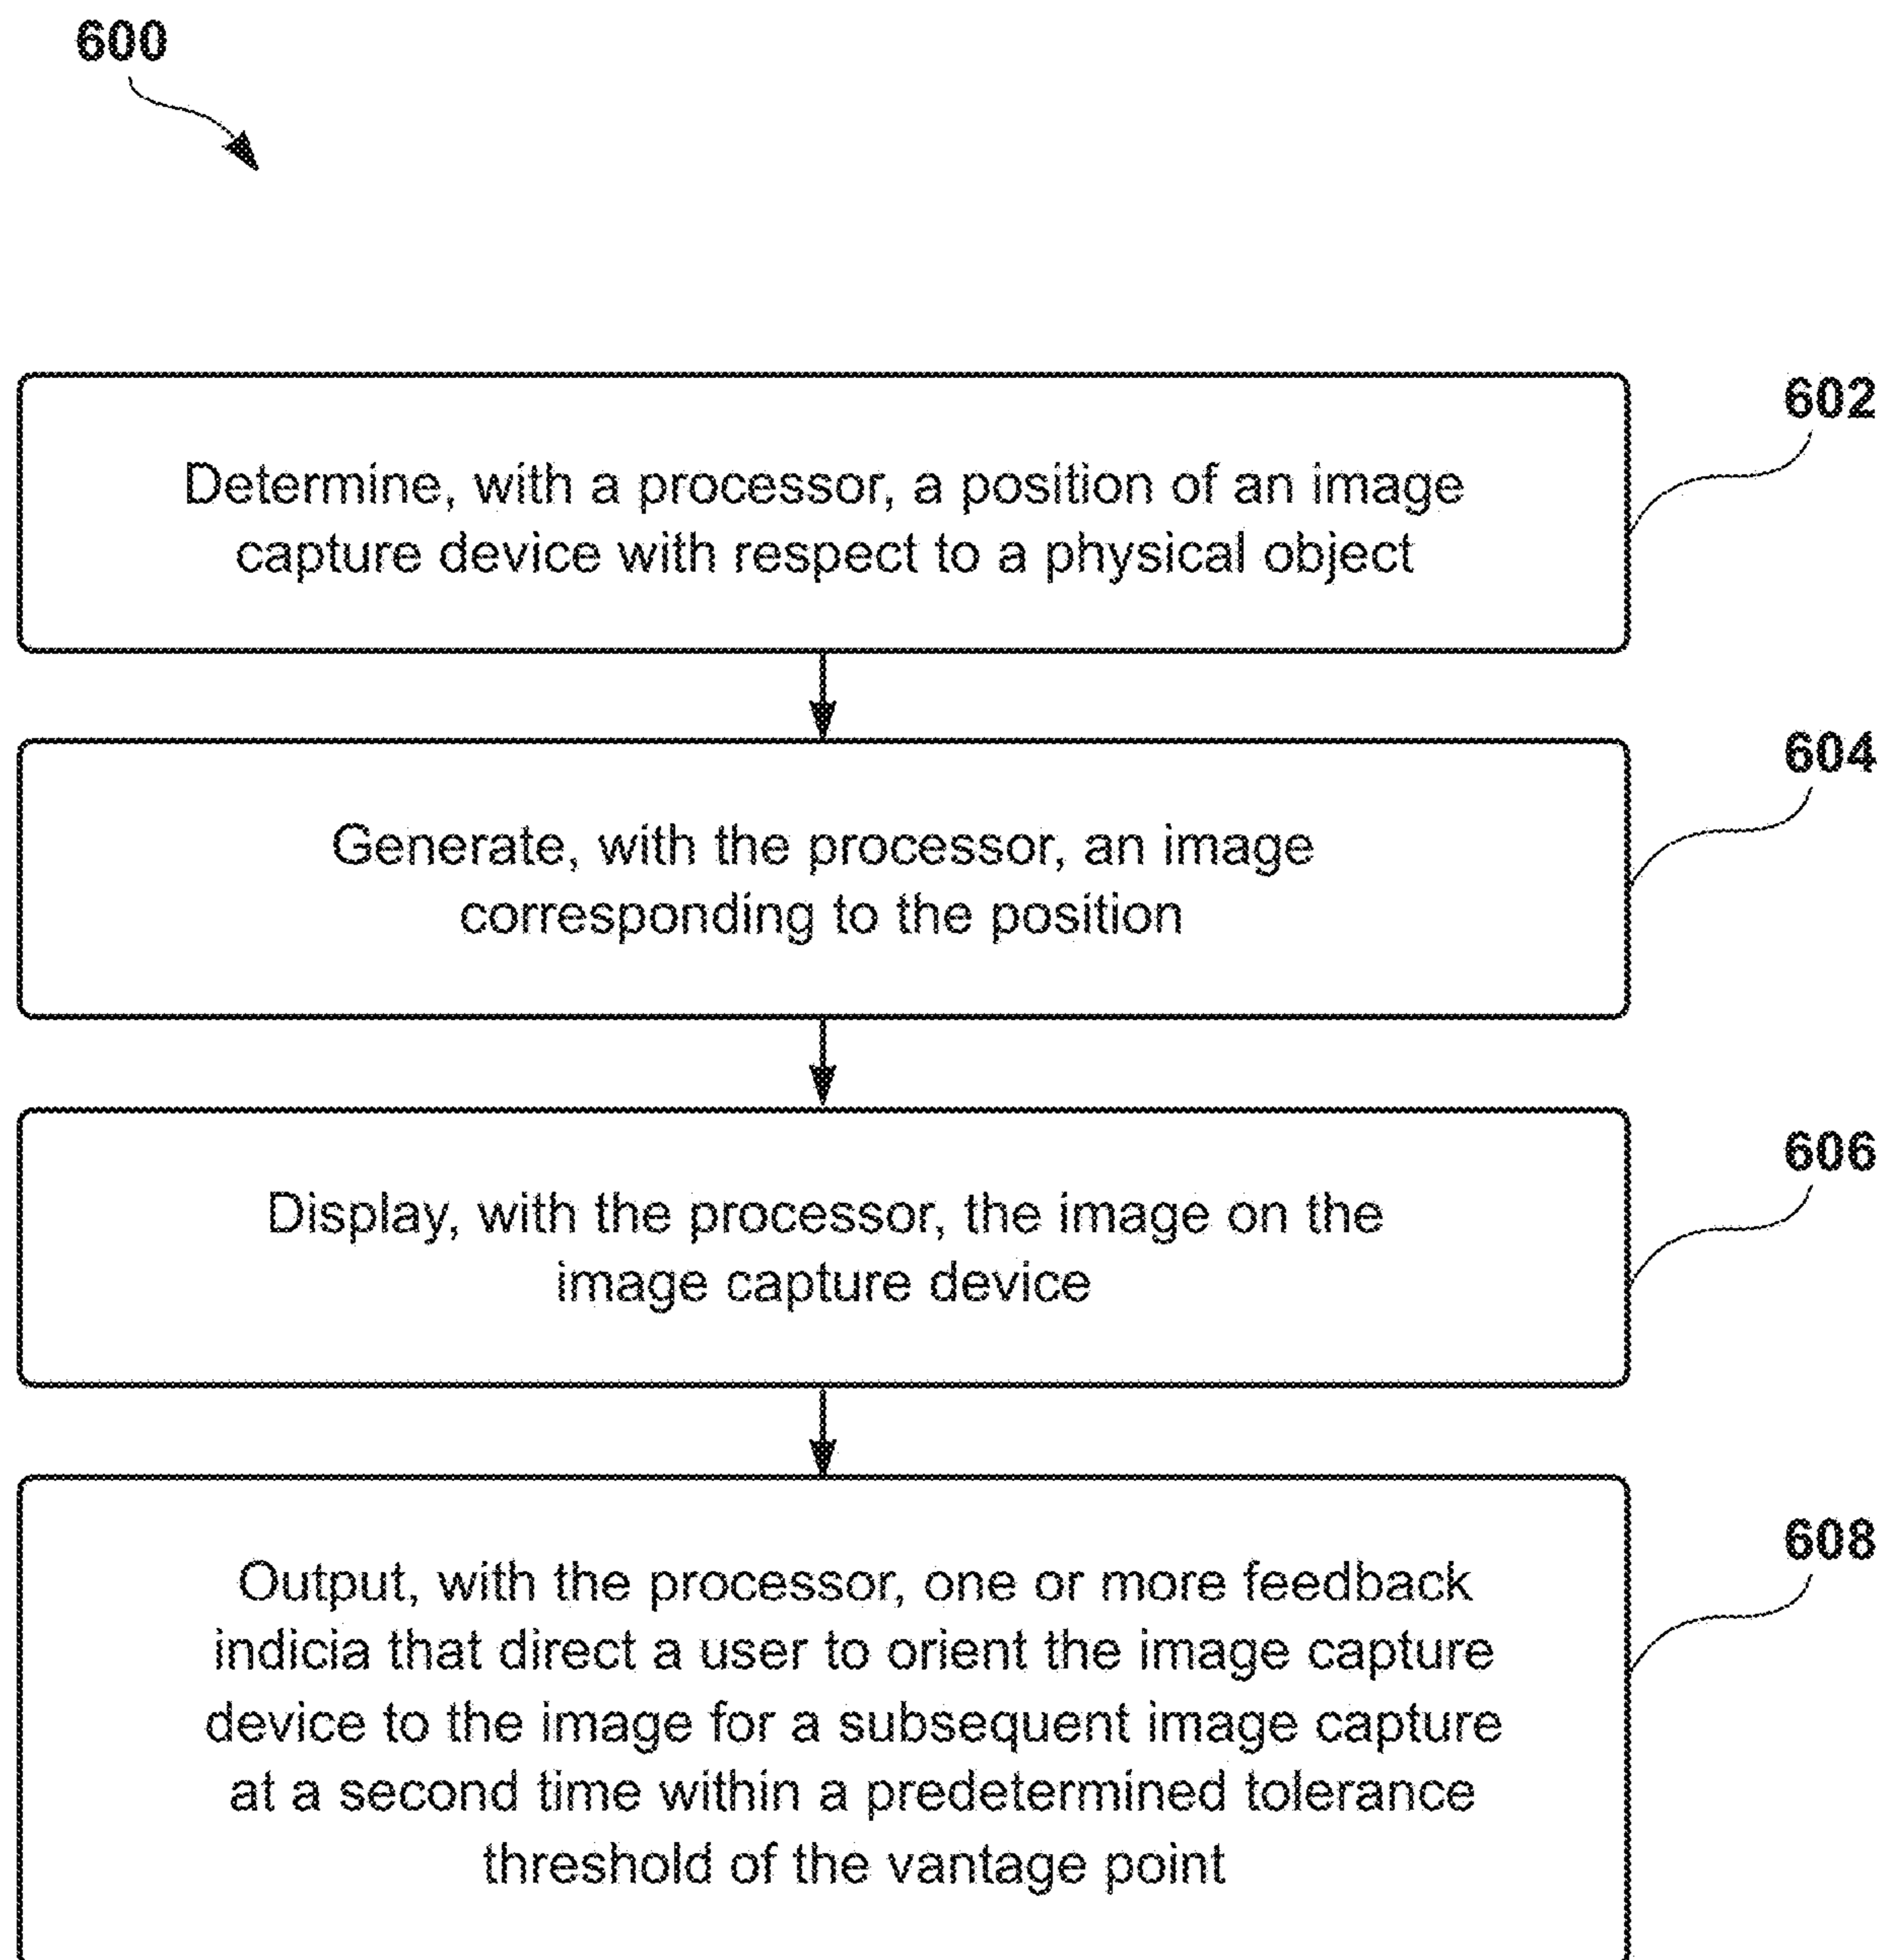 600
602
Determine, with a processor, a position of an image
capture device with respect to a physical object
604
Generate, with the processor, an image
corresponding to the position
606
Display, with the processor, the image on the
image capture device
608
Output, with the processor, one or more feedback
indicia that direct a user to orient the image capture
device to the image for a subsequent image capture
at a second time within a predetermined tolerance
threshold of the vantage point